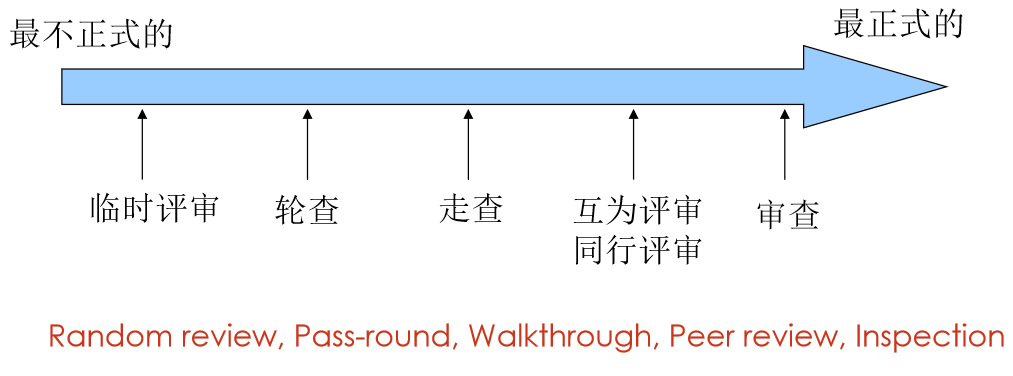 最不正式的
最正式的
临时评审
轮查
走查
互为评审
同行评审
审查
Random review, Pass-round, Walkthrough, Peer review, Inspection